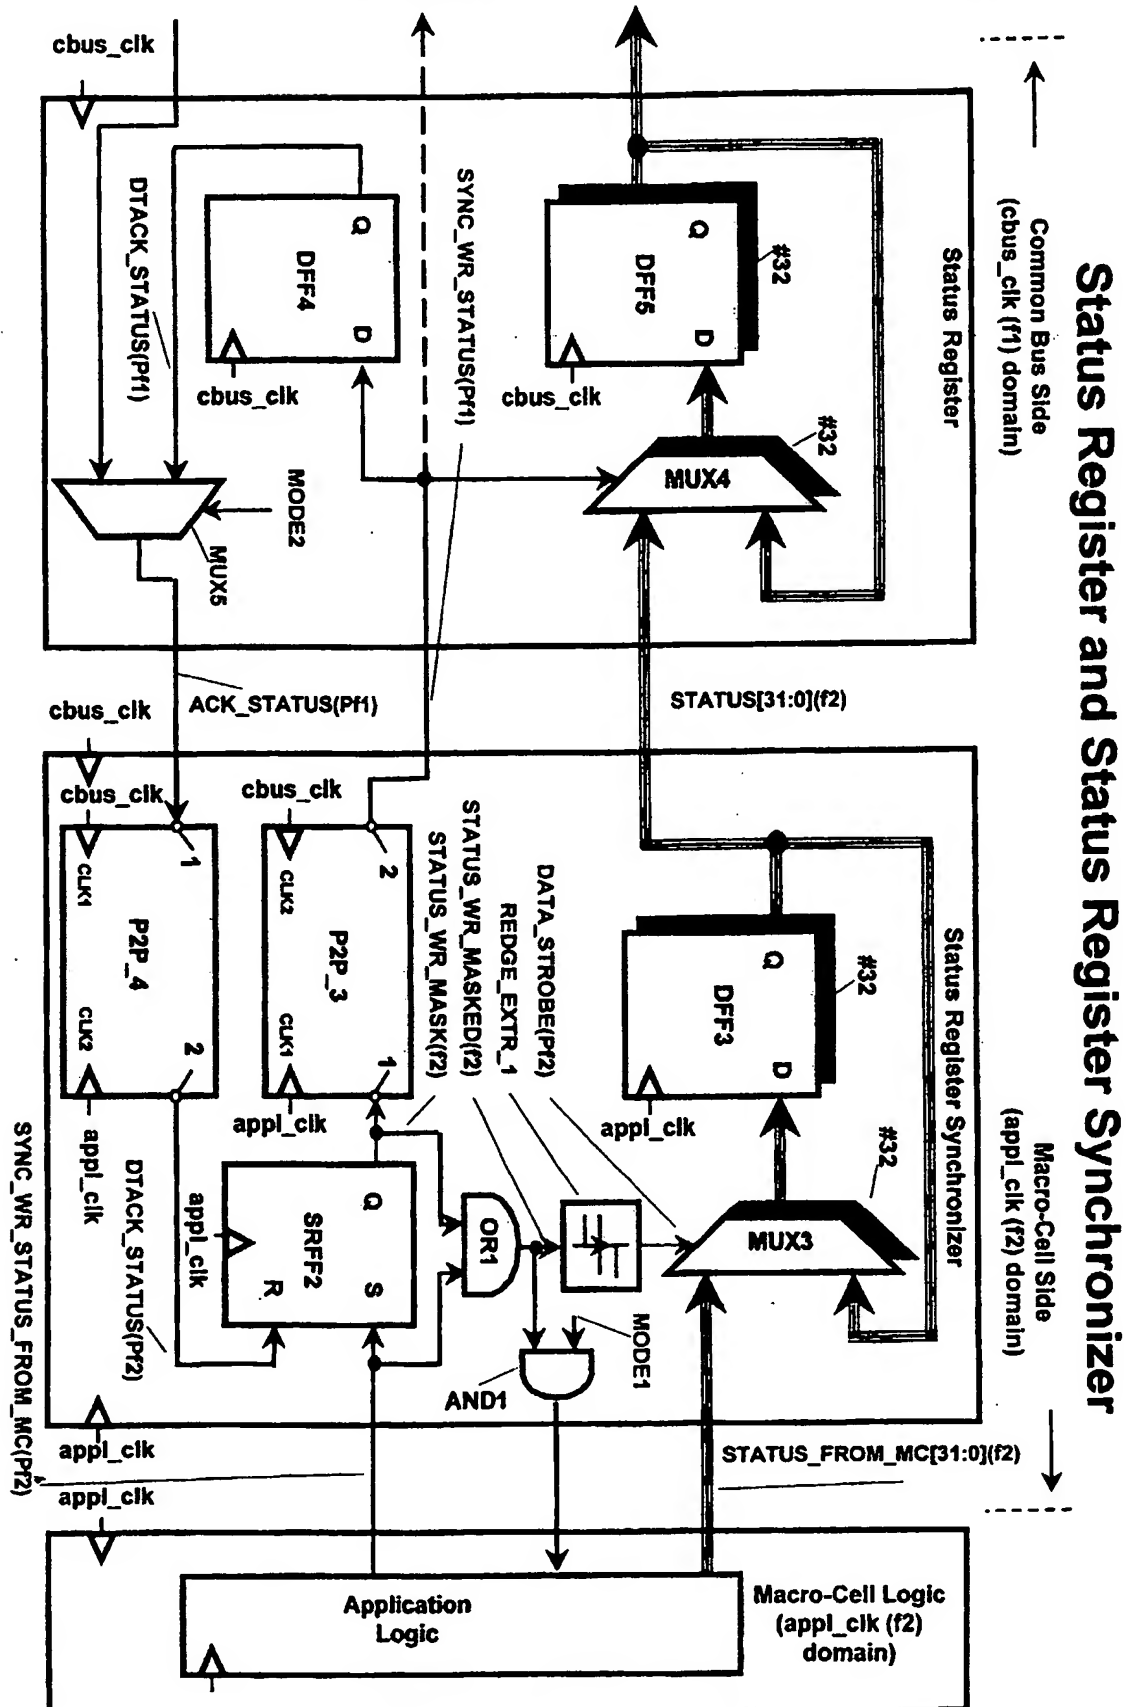 Status Register and Status Register Synchronizer
Common Bus Side
(cbus_clk (f1) domain)
Macro-Cell Side
(appl_clk (f2) domain)
cbus_clk
Status Register
#32
DFF5
Q
D
cbus_clk
#32
MUX4
SYNC_WR_STATUS(Pf1)
DFF4
Q
D
cbus_clk
DTACK_STATUS(Pf1)
MODE2
MUX5
ACK_STATUS(Pf1)
STATUS[31:0](f2)
cbus_clk
Status Register Synchronizer
cbus_clk
cbus_clk
1
CLK1
P2P_4
CLK2
2
appl_clk
2
CLK2
P2P_3
CLK1
1
appl_clk
STATUS_WR_MASK(f2)
STATUS_WR_MASKED(f2)
REDGE_EXTR_1
DATA_STROBE(Pf2)
#32
DFF3
Q
D
appl_clk
#32
MUX3
OR1
SRFF2
Q
S
R
appl_clk
DTACK_STATUS(Pf2)
MODE1
AND1
appl_clk
SYNC_WR_STATUS_FROM_MC(Pf2)
STATUS_FROM_MC[31:0](f2)
appl_clk
Application
Logic
Macro-Cell Logic
(appl_clk (f2)
domain)